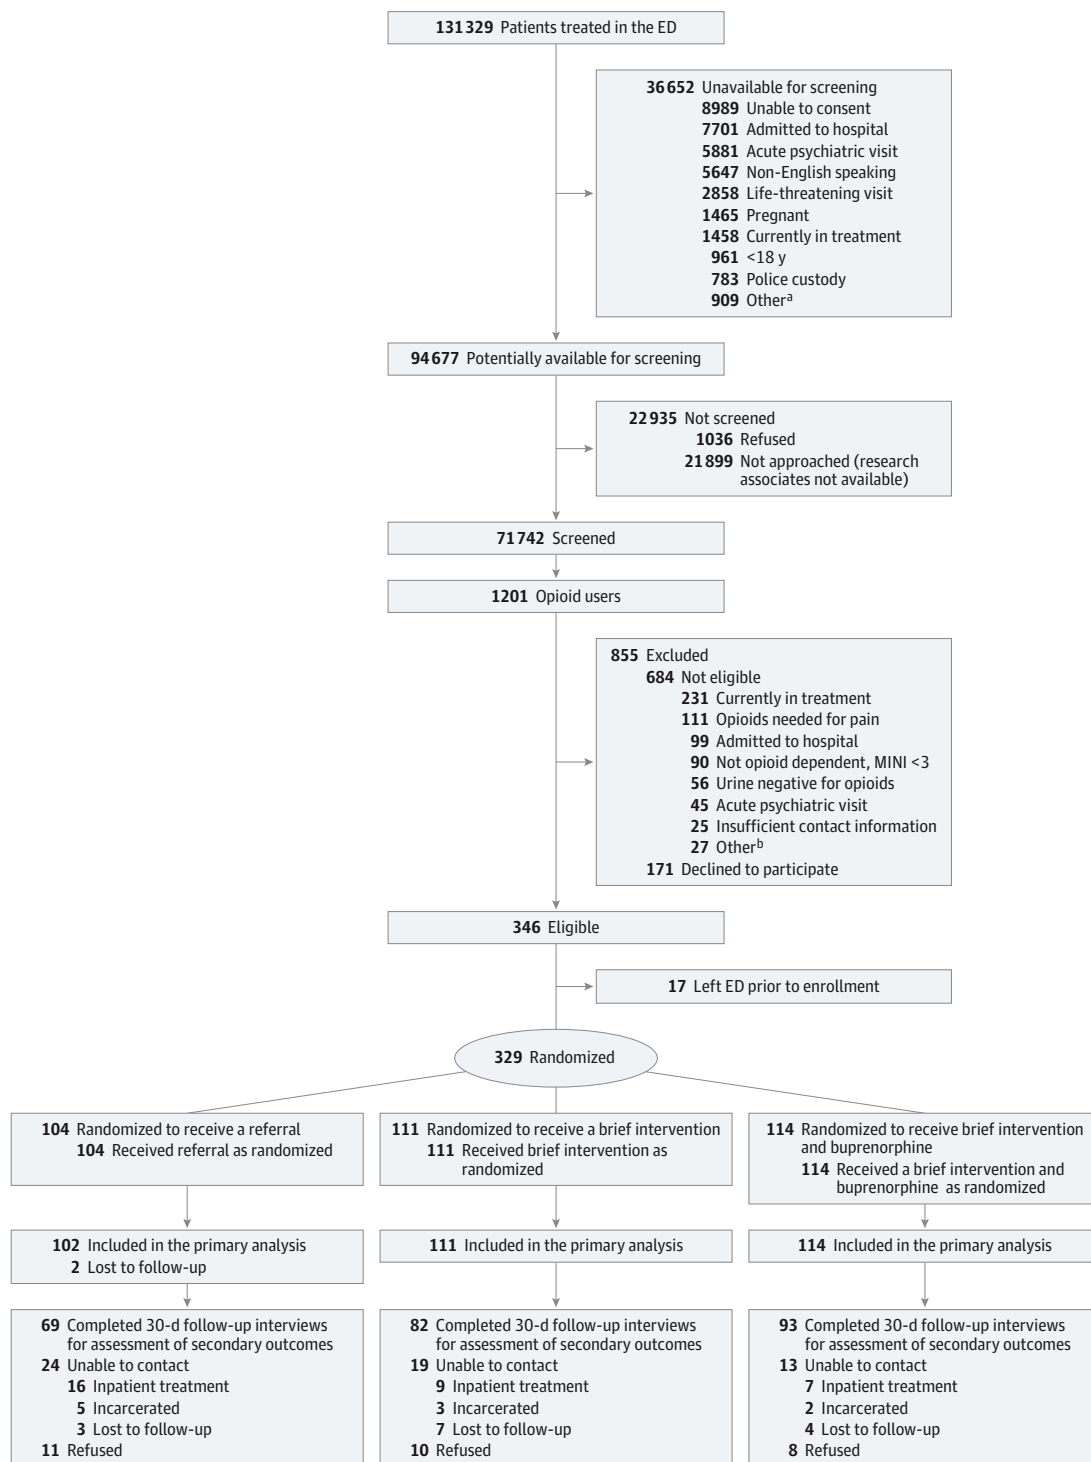 131329 Patients treated in the ED
36652 Unavailable for screening
8989 Unable to consent
7701 Admitted to hospital
5881 Acute psychiatric visit
5647 Non-English speaking
2858 Life-threatening visit
1465 Pregnant
1458 Currently in treatment
961 <18 y
783 Police custody
909 Other a
94677 Potentially available for screening
22935 Not screened
1036 Refused
21899 Not approached (research
associates not available)
71742 Screened
1201 Opioid users
855 Excluded
684 Not eligible
231 Currently in treatment
111 Opioids needed for pain
99 Admitted to hospital
90 Not opioid dependent, MINI <3
56 Urine negative for opioids
45 Acute psychiatric visit
25 Insufficient contact information
27 Other b
171 Declined to participate
346 Eligible
17 Left ED prior to enrollment
329 Randomized
104 Randomized to receive a referral
104 Received referral as randomized
111 Randomized to receive a brief intervention
111 Received brief intervention as
randomized
114 Randomized to receive brief intervention
and buprenorphine
114 Received a brief intervention and
buprenorphine as randomized
102 Included in the primary analysis
2 Lost to follow-up
111 Included in the primary analysis
114 Included in the primary analysis
69 Completed 30-d follow-up interviews
for assessment of secondary outcomes
24 Unable to contact
16 Inpatient treatment
5 Incarcerated
3 Lost to follow-up
11 Refused
82 Completed 30-d follow-up interviews
for assessment of secondary outcomes
19 Unable to contact
9 Inpatient treatment
3 Incarcerated
7 Lost to follow-up
10 Refused
93 Completed 30-d follow-up interviews
for assessment of secondary outcomes
13 Unable to contact
7 Inpatient treatment
2 Incarcerated
4 Lost to follow-up
8 Refused